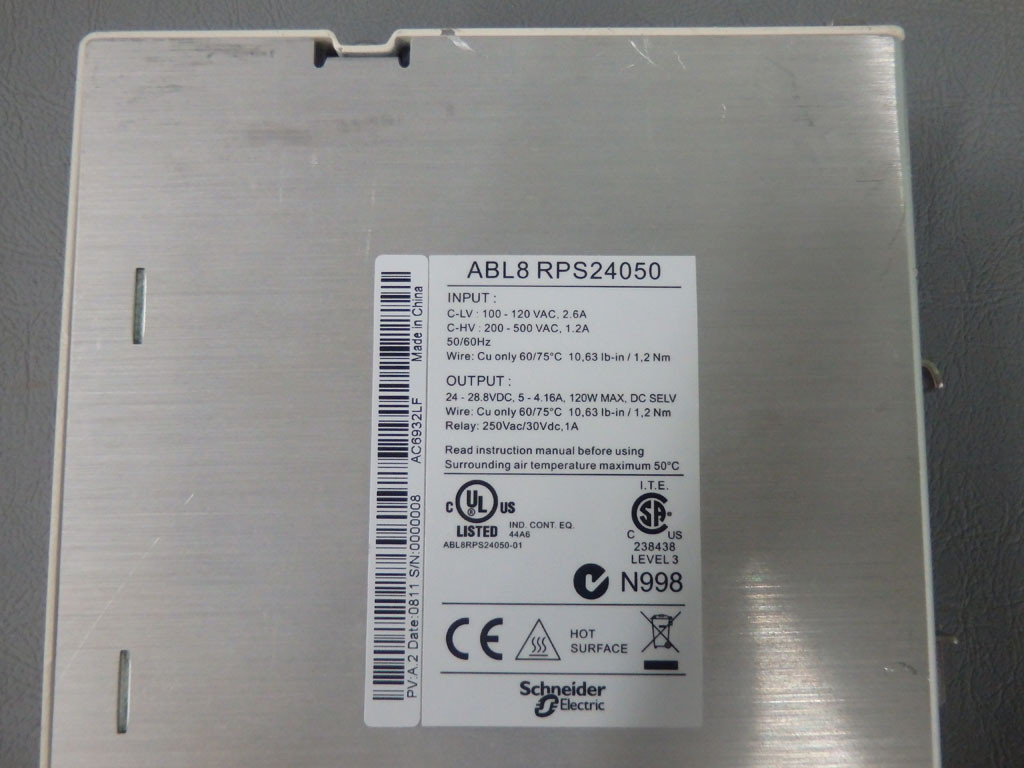 ABL8 RPS24050
INPUT :
C-LV : 100 - 120 VAC, 2.6A
C-HV : 200 - 500 VAC, 1.2A
50/60Hz
Wire: Cu only 60/75°C 10,63 lb-in / 1,2 Nm
OUTPUT :
24 - 28.8VDC, 5 - 4.16A, 120W MAX, DC SELV
Wire: Cu only 60/75°C 10,63 lb-in / 1,2 Nm
Relay: 250Vac/30Vdc,1A
Read instruction manual before using
Surrounding air temperature maximum 50°C
C UL ® US
LISTED
IND. CONT. EQ.
44A6
ABL8RPS24050-01
I.T.E.
SA
C US
238438
LEVEL 3
N998
CE
HOT
SURFACE
Schneider
Electric
PV:A.2 Date:0811 S/N:0000008 AC6932LF Made in China